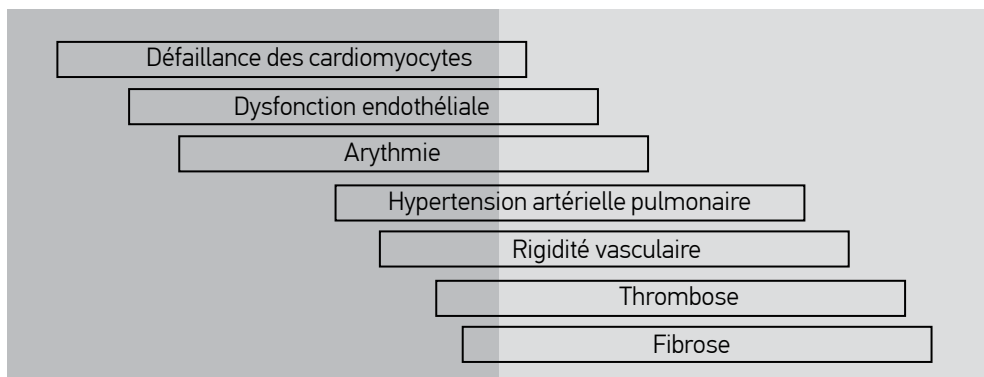 Défaillance des cardiomyocytes
Dysfonction endothéliale
Arythmie
Hypertension artérielle pulmonaire
Rigidité vasculaire
Thrombose
Fibrose